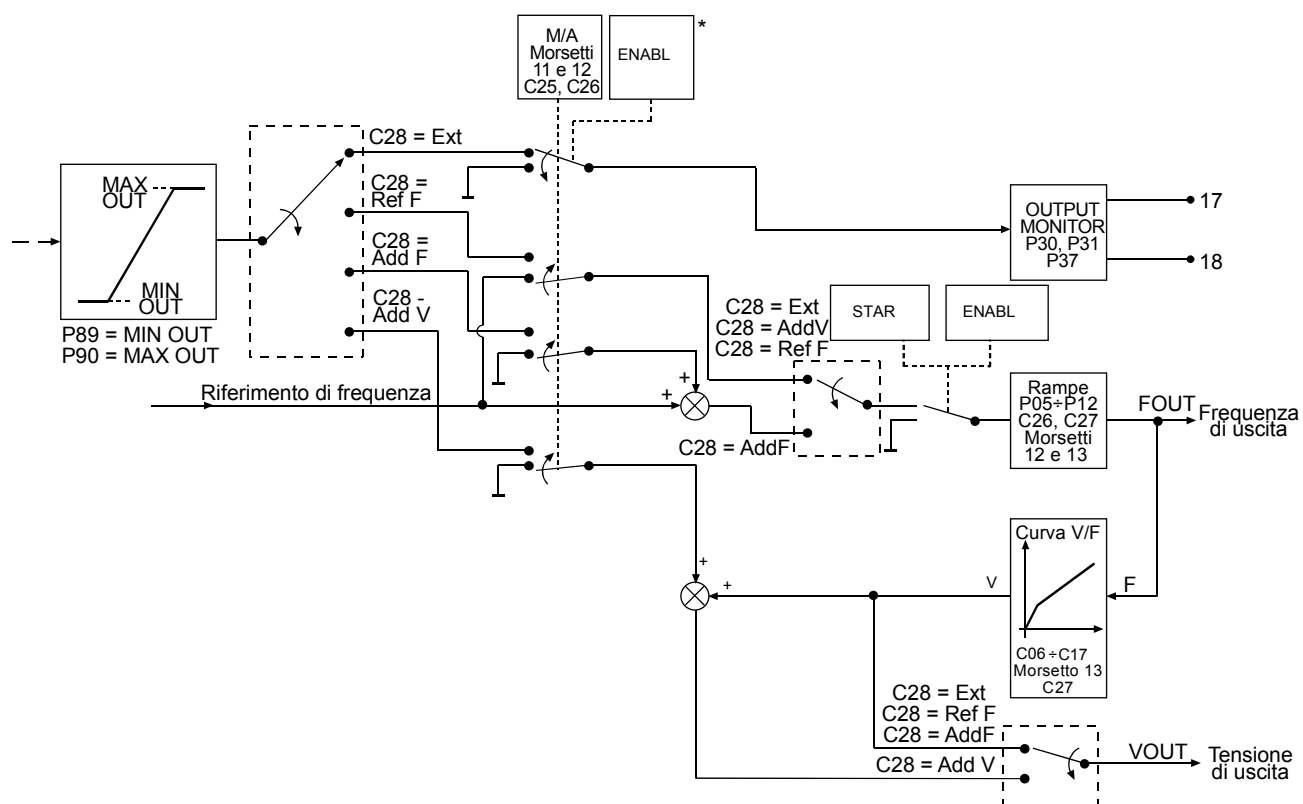 M/A
Morsetti
11 e 12
C25, C26
ENABL
*
C28 = Ext
MAX
OUT
MIN
OUT
P89 = MIN OUT
P90 = MAX OUT
C28 =
Ref F
C28 =
Add F
C28 -
Add V
OUTPUT
MONITOR
P30, P31
P37
17
18
C28 = Ext
C28 = AddV
C28 = Ref F
STAR
ENABL
Riferimento di frequenza
+
+
C28 = AddF
Rampe
P05÷P12
C26, C27
Morsetti
12 e 13
FOUT
Frequenza
di uscita
Curva V/F
C06÷C17
Morsetto 13
C27
F
V
+
+
C28 = Ext
C28 = Ref F
C28 = AddF
C28 = Add V
VOUT
Tensione
di uscita